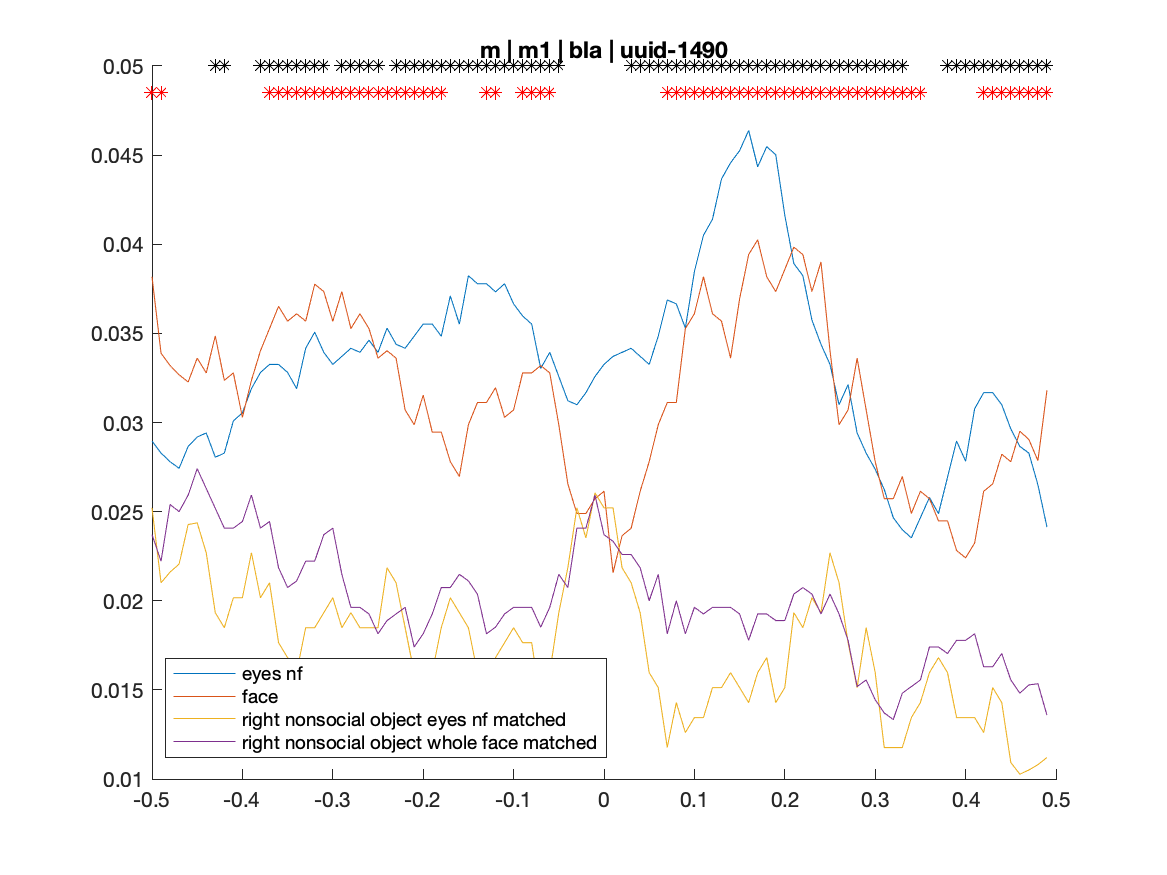 m | m1 | bla | uuid-1490
0.05
0.045
0.04
0.035
0.03
0.025
0.02
0.015
0.01
eyes nf
face
right nonsocial object eyes nf matched
right nonsocial object whole face matched
-0.5 -0.4 -0.3 -0.2 -0.1 0 0.1 0.2 0.3 0.4 0.5